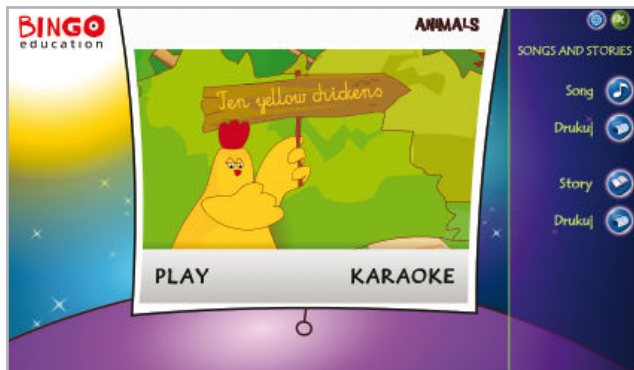 BINGO
education
ANIMALS
Ten yellow chickens
PLAY
KARAOKE
SONGS AND STORIES
Song
Drukuj
Story
Drukuj